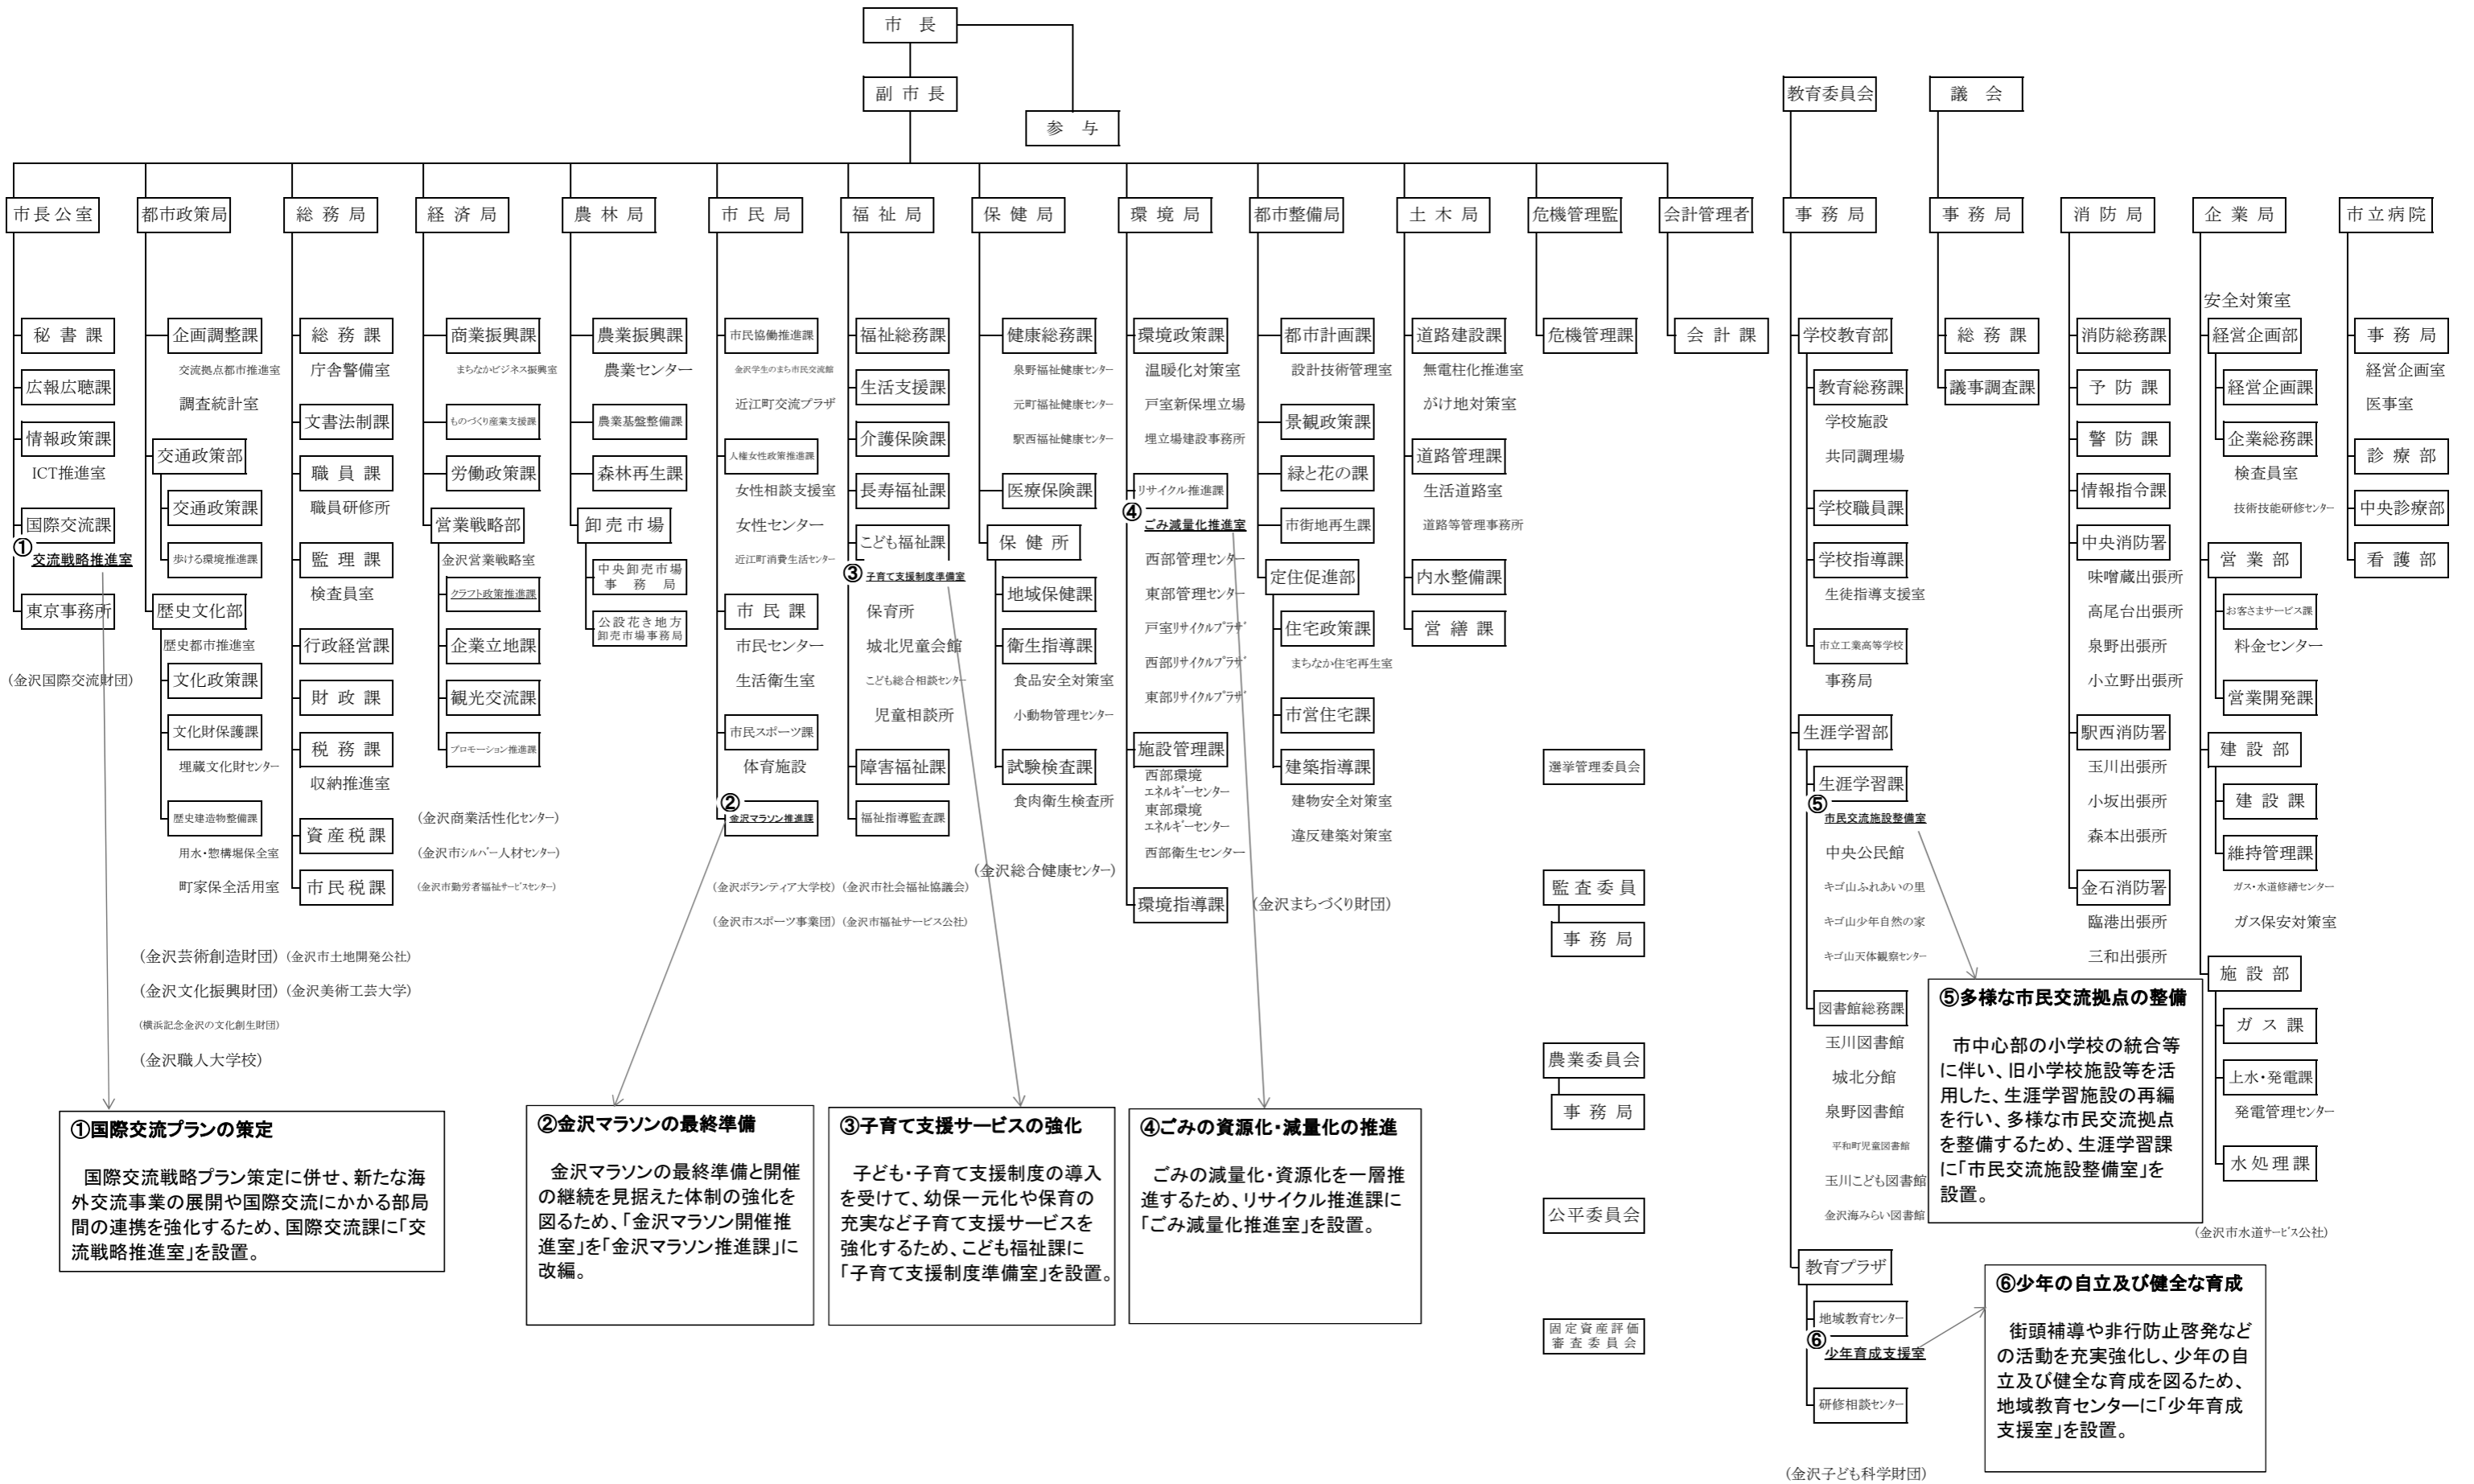 市 長
副 市 長
参 与
教育委員会
議 会
市長公室
秘 書 課
広報広聴課
情報政策課
ICT推進室
国際交流課
①
交流戦略推進室
東京事務所
(金沢国際交流財団)
都市政策局
企画調整課
交流拠点都市推進室
調査統計室
交通政策部
交通政策課
歩ける環境推進課
歴史文化部
歴史都市推進室
文化政策課
文化財保護課
埋蔵文化財センター
歴史建造物整備課
用水・惣構堀保全室
町家保全活用室
(金沢芸術創造財団)
(金沢文化振興財団)
(横浜記念金沢の文化創生財団)
(金沢職人大学校)
総 務 局
総 務 課
庁舎警備室
文書法制課
職 員 課
職員研修所
監 理 課
検査員室
行政経営課
財 政 課
税 務 課
収納推進室
資産税課
市民税課
(金沢市土地開発公社)
(金沢美術工芸大学)
経 済 局
商業振興課
まちなかビジネス振興室
ものづくり産業支援課
労働政策課
営業戦略部
金沢営業戦略室
クラフト政策推進課
企業立地課
観光交流課
プロモーション推進課
(金沢商業活性化センター)
(金沢市シルバー人材センター)
(金沢市勤労者福祉サービスセンター)
農 林 局
農業振興課
農業センター
農業基盤整備課
森林再生課
卸 売 市 場
中央卸売市場
事 務 局
公設花き地方
卸売市場事務局
市 民 局
市民協働推進課
金沢学生のまち市民交流館
近江町交流プラザ
人権女性政策推進課
女性相談支援室
女性センター
近江町消費生活センター
市 民 課
市民センター
生活衛生室
市民スポーツ課
体育施設
②
金沢マラソン推進課
(金沢ボランティア大学校)
(金沢市スポーツ事業団)
福 祉 局
福祉総務課
生活支援課
介護保険課
長寿福祉課
こども福祉課
③
子育て支援制度準備室
保育所
城北児童会館
こども総合相談センター
児童相談所
障害福祉課
福祉指導監査課
(金沢市社会福祉協議会)
(金沢市福祉サービス公社)
保 健 局
健康総務課
泉野福祉健康センター
元町福祉健康センター
駅西福祉健康センター
医療保険課
保 健 所
地域保健課
衛生指導課
食品安全対策室
小動物管理センター
試験検査課
食肉衛生検査所
(金沢総合健康センター)
環 境 局
環境政策課
温暖化対策室
戸室新保埋立場
埋立場建設事務所
リサイクル推進課
④
ごみ減量化推進室
西部管理センター
東部管理センター
戸室リサイクルプラザ
西部リサイクルプラザ
東部リサイクルプラザ
施設管理課
西部環境
エネルギーセンター
東部環境
エネルギーセンター
西部衛生センター
環境指導課
都市整備局
都市計画課
設計技術管理室
景観政策課
緑と花の課
市街地再生課
定住促進部
住宅政策課
まちなか住宅再生室
市営住宅課
建築指導課
建物安全対策室
違反建築対策室
(金沢まちづくり財団)
土 木 局
道路建設課
無電柱化推進室
がけ地対策室
道路管理課
生活道路室
道路等管理事務所
内水整備課
営 繕 課
危機管理監
危機管理課
会計管理者
会 計 課
選挙管理委員会
監 査 委 員
事 務 局
農業委員会
事 務 局
公平委員会
固 定 資 産 評 価
審 査 委 員 会
事 務 局
学校教育部
教育総務課
学校施設
共同調理場
学校職員課
学校指導課
生徒指導支援室
市立工業高等学校
事務局
生涯学習部
生涯学習課
⑤
市民交流施設整備室
中央公民館
キゴ山ふれあいの里
キゴ山少年自然の家
キゴ山天体観察センター
図書館総務課
玉川図書館
城北分館
泉野図書館
平和町児童図書館
玉川こども図書館
金沢海みらい図書館
教育プラザ
地域教育センター
⑥
少年育成支援室
研修相談センター
(金沢子ども科学財団)
事 務 局
総 務 課
議事調査課
消 防 局
消防総務課
予 防 課
警 防 課
情報指令課
中央消防署
味噌蔵出張所
高尾台出張所
泉野出張所
小立野出張所
駅西消防署
玉川出張所
小坂出張所
森本出張所
金石消防署
臨港出張所
三和出張所
企 業 局
安全対策室
経営企画部
経営企画課
企業総務課
検査員室
技術技能研修センター
営 業 部
お客さまサービス課
料金センター
営業開発課
建 設 部
建 設 課
維持管理課
ガス・水道修繕センター
ガス保安対策室
施 設 部
ガ ス 課
上水・発電課
発電管理センター
水 処 理 課
(金沢市水道サービス公社)
市立病院
事 務 局
経営企画室
医事室
診 療 部
中央診療部
看 護 部
①国際交流プランの策定
国際交流戦略プラン策定に併せ、新たな海
外交流事業の展開や国際交流にかかる部局
間の連携を強化するため、国際交流課に「交
流戦略推進室」を設置。
②金沢マラソンの最終準備
金沢マラソンの最終準備と開催
の継続を見据えた体制の強化を
図るため、「金沢マラソン開催推
進室」を「金沢マラソン推進課」に
改編。
③子育て支援サービスの強化
子ども・子育て支援制度の導入
を受けて、幼保一元化や保育の
充実など子育て支援サービスを
強化するため、こども福祉課に
「子育て支援制度準備室」を設置。
④ごみの資源化・減量化の推進
ごみの減量化・資源化を一層推
進するため、リサイクル推進課に
「ごみ減量化推進室」を設置。
⑤多様な市民交流拠点の整備
市中心部の小学校の統合等
に伴い、旧小学校施設等を活
用した、生涯学習施設の再編
を行い、多様な市民交流拠点
を整備するため、生涯学習課
に「市民交流施設整備室」を
設置。
⑥少年の自立及び健全な育成
街頭補導や非行防止啓発など
の活動を充実強化し、少年の自
立及び健全な育成を図るため、
地域教育センターに「少年育成
支援室」を設置。